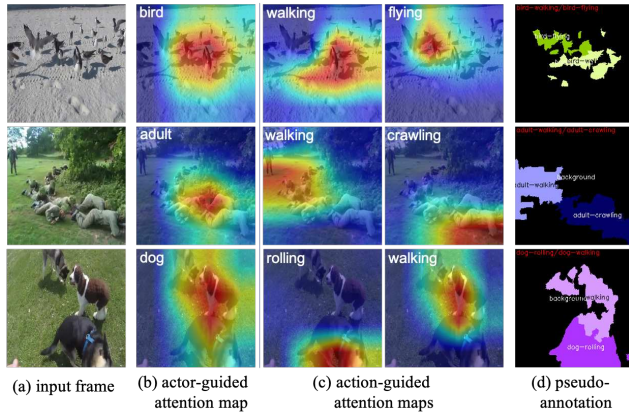 bird
walking
flying
bird-walking/bird-flying
bird-flying
adult
walking
crawling
adult-walking/adult-crawling
background
adult-walking
adult-crawling
dog
rolling
walking
dog-rolling/dog-walking
background
walking
dog-rolling
(a) input frame
(b) actor-guided
attention map
(c) action-guided
attention maps
(d) pseudo-
annotation